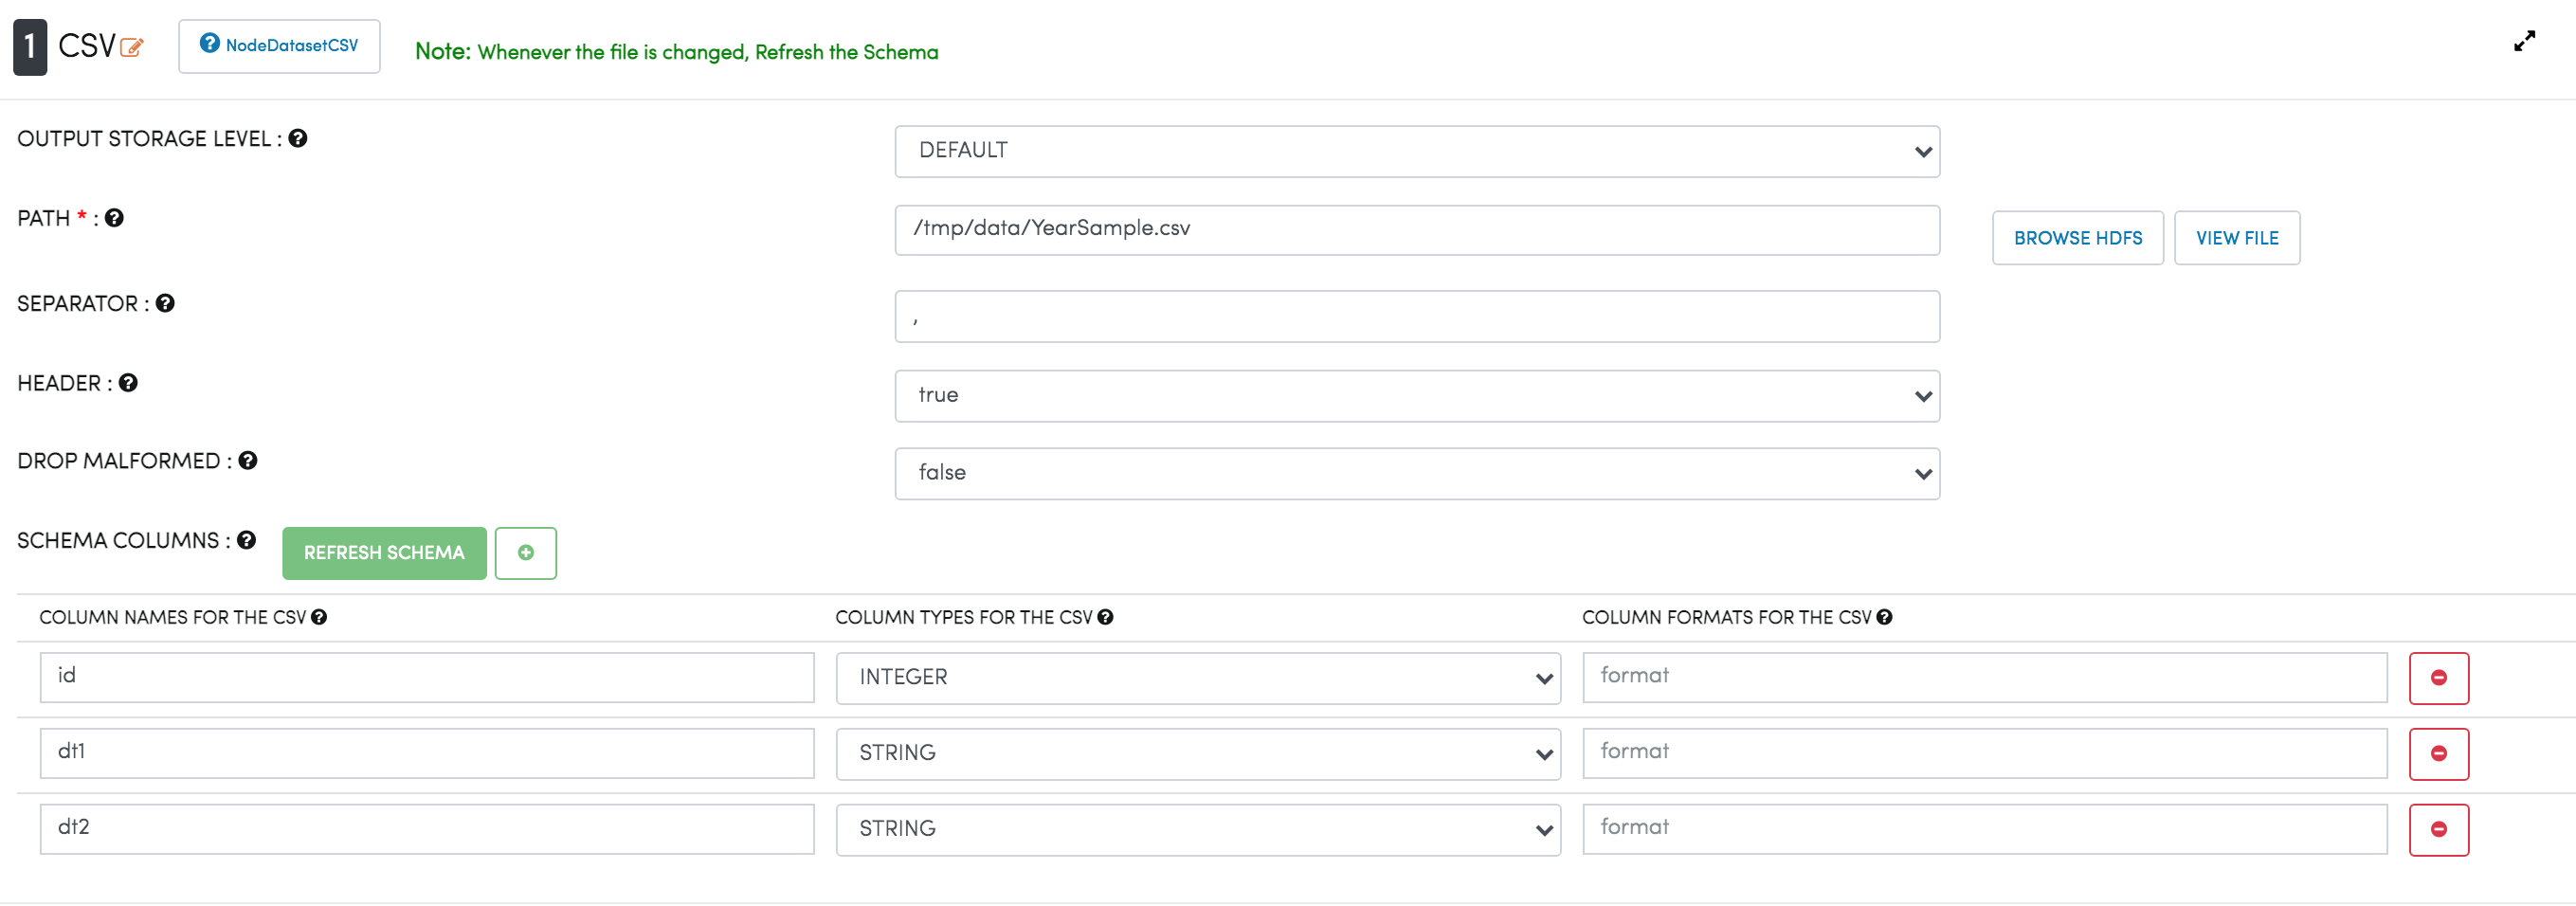 1 CSV NodeDatasetCSV Note: Whenever the file is changed, Refresh the Schema
OUTPUT STORAGE LEVEL : DEFAULT
PATH * : /tmp/data/YearSample.csv BROWSE HDFS VIEW FILE
SEPARATOR : ,
HEADER : true
DROP MALFORMED : false
SCHEMA COLUMNS : REFRESH SCHEMA
COLUMN NAMES FOR THE CSV COLUMN TYPES FOR THE CSV COLUMN FORMATS FOR THE CSV
id INTEGER format
dt1 STRING format
dt2 STRING format